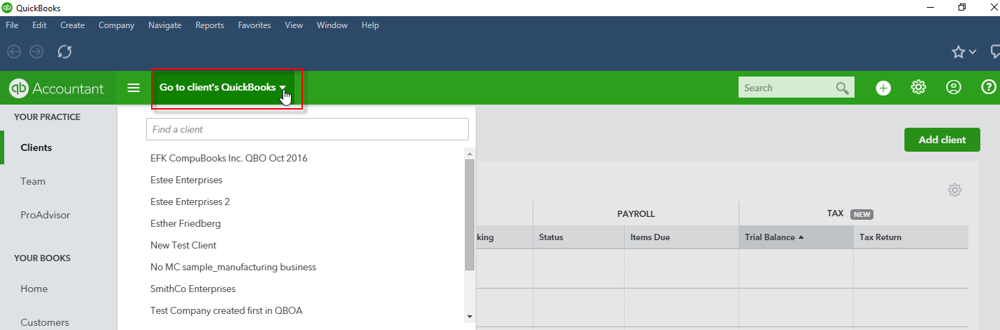 QuickBooks
File Edit Create Company Navigate Reports Favorites View Window Help
qb Accountant Go to client's QuickBooks Search
YOUR PRACTICE
Find a client
Clients
Add client
EFK CompuBooks Inc. QBO Oct 2016
Team
Estee Enterprises
Estee Enterprises 2
ProAdvisor
PAYROLL TAX NEW
Esther Friedberg
king Status Items Due Trial Balance Tax Return
New Test Client
YOUR BOOKS
No MC sample_manufacturing business
Home
SmithCo Enterprises
Test Company created first in QBOA
Customers